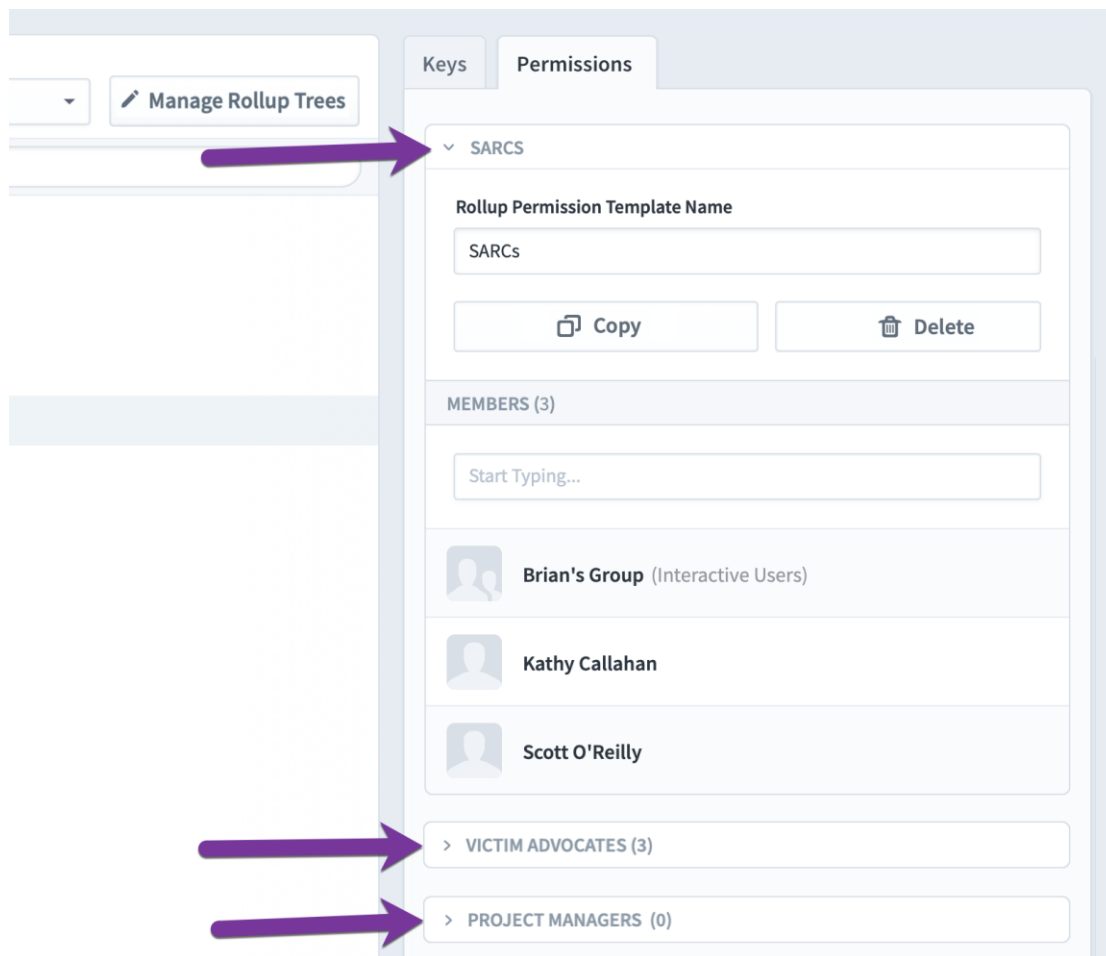 Keys
Permissions
Manage Rollup Trees
SARCS
Rollup Permission Template Name
SARCs
Copy
Delete
MEMBERS (3)
Start Typing...
Brian's Group (Interactive Users)
Kathy Callahan
Scott O'Reilly
VICTIM ADVOCATES (3)
PROJECT MANAGERS (0)